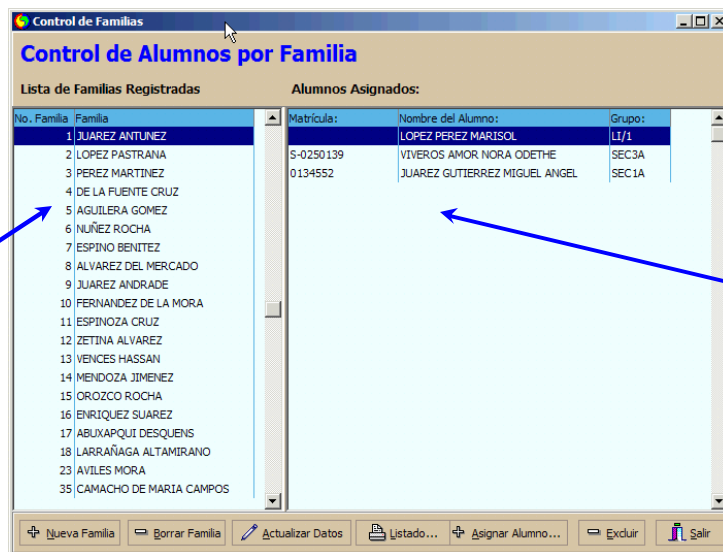 Control de Familias
Control de Alumnos por Familia
Lista de Familias Registradas
Alumnos Asignados:
No. Familia Familia
1 JUAREZ ANTUNEZ
2 LOPEZ PASTRANA
3 PEREZ MARTINEZ
4 DE LA FUENTE CRUZ
5 AGUILERA GOMEZ
6 NUÑEZ ROCHA
7 ESPINO BENITEZ
8 ALVAREZ DEL MERCADO
9 JUAREZ ANDRADE
10 FERNANDEZ DE LA MORA
11 ESPINOZA CRUZ
12 ZETINA ALVAREZ
13 VENCES HASSAN
14 MENDOZA JIMENEZ
15 OROZCO ROCHA
16 ENRIQUEZ SUAREZ
17 ABUXAPQUI DESQUENS
18 LARRAÑAGA ALTAMIRANO
23 AVILES MORA
35 CAMACHO DE MARIA CAMPOS
Matrícula: Nombre del Alumno: Grupo:
LOPEZ PEREZ MARISOL LI/1
S-0250139 VIVEROS AMOR NORA ODETHE SEC3A
0134552 JUAREZ GUTIERREZ MIGUEL ANGEL SEC1A
Nueva Familia Borrar Familia Actualizar Datos Listado... Asignar Alumno... Excluir Salir